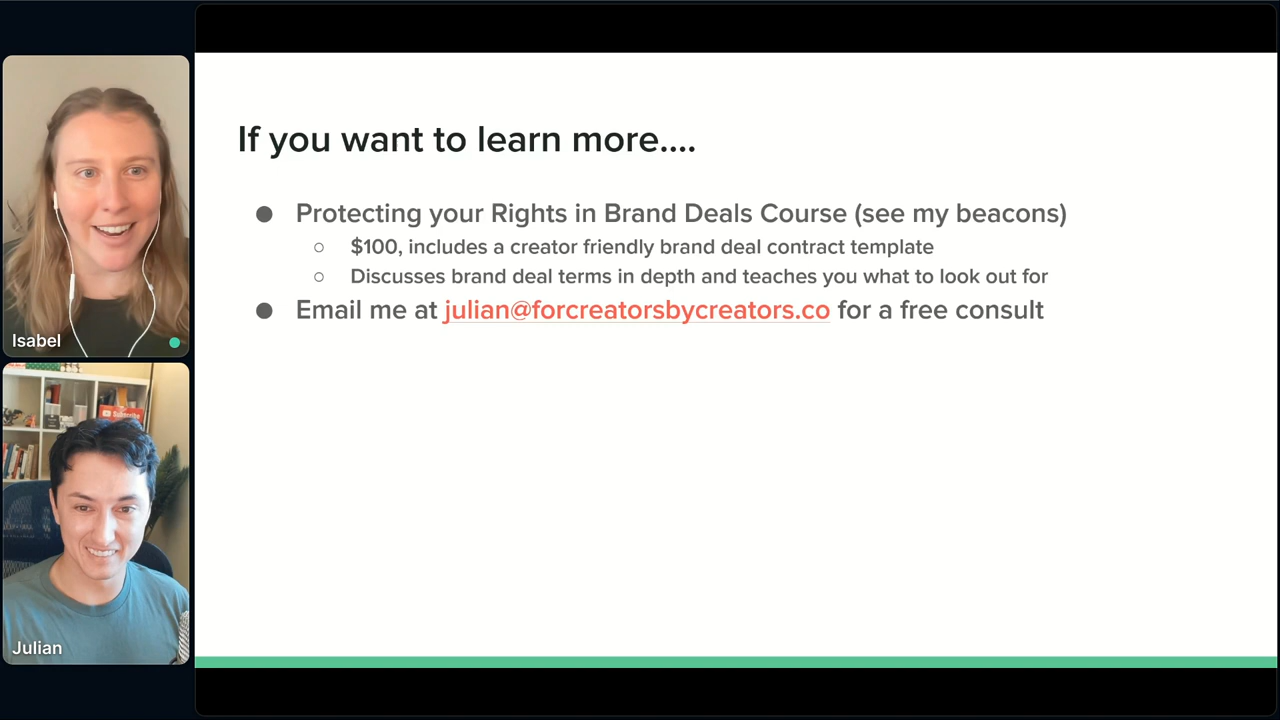 If you want to learn more....
● Protecting your Rights in Brand Deals Course (see my beacons)
○ $100, includes a creator friendly brand deal contract template
○ Discusses brand deal terms in depth and teaches you what to look out for
● Email me at julian@forcreatorsbycreators.co for a free consult
Isabel
Subscribe
Julian